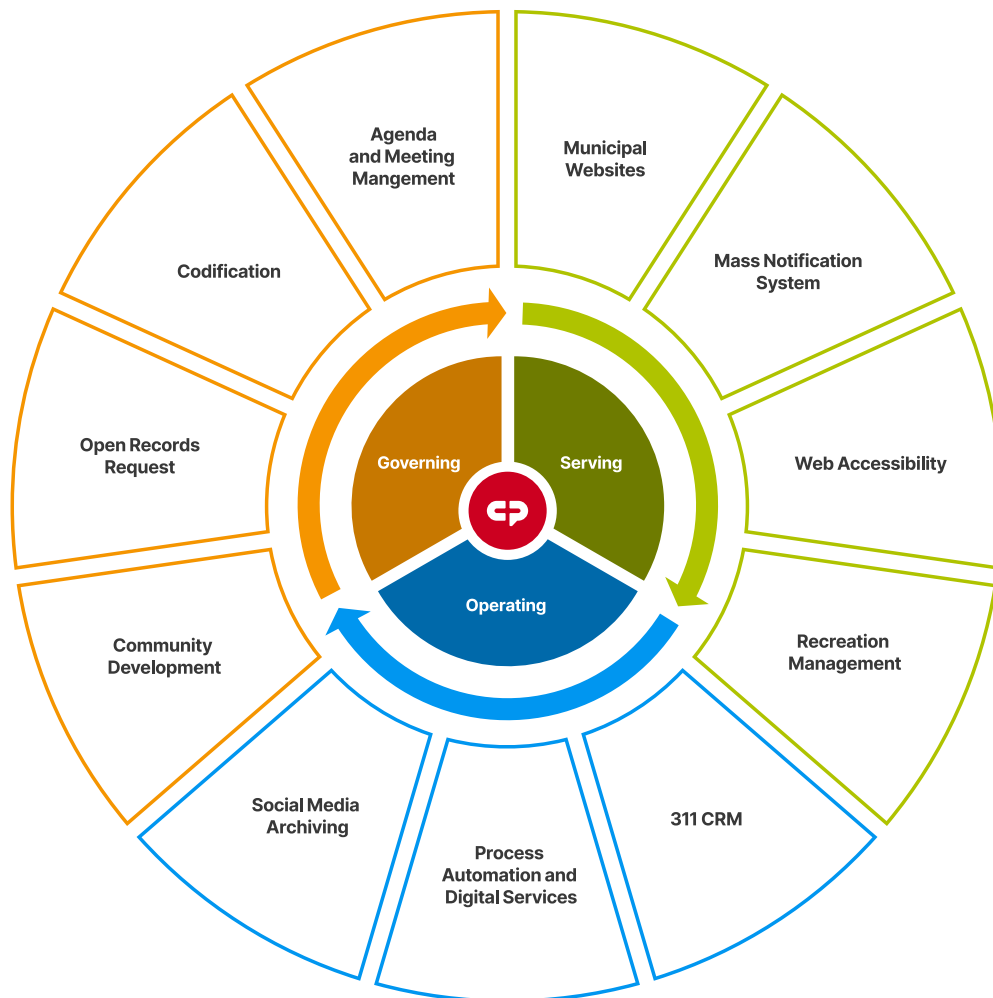 Agenda
and Meeting
Mangement
Municipal
Websites
Mass Notification
System
Web Accessibility
Recreation
Management
311 CRM
Process
Automation and
Digital Services
Social Media
Archiving
Community
Development
Open Records
Request
Codification
Governing
Serving
Operating